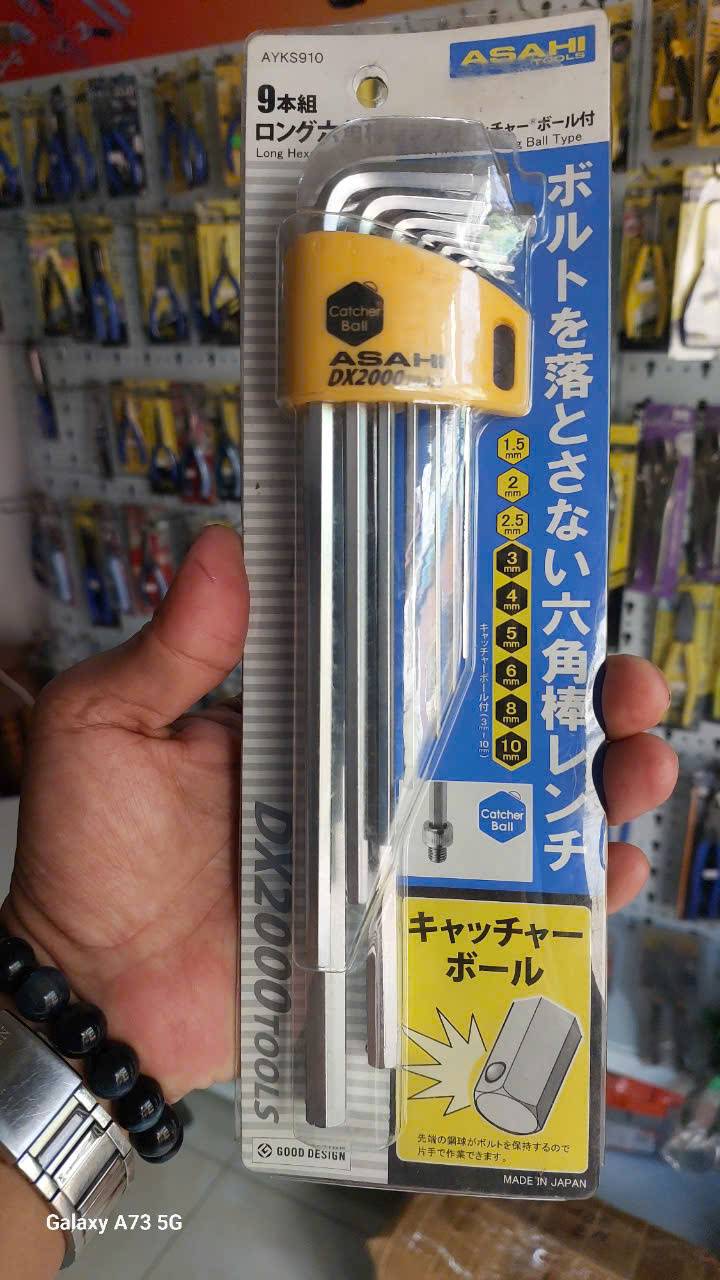 AYKS910
ASAHI
TOOLS
9本組
ロング六角棒
チャー®ボール付
Long Hex
Ball Type
ボルトを落とさない六角棒レンチ
Catcher
Ball
ASAHI
DX2000
1.5
mm
2
mm
2.5
mm
3
mm
4
mm
5
mm
6
mm
8
mm
10
mm
キャッチャーボール付(3mm~10mm)
Catcher
Ball
DX2000TOOLS
キャッチャー
ボール
先端の鋼球がボルトを保持するので
片手で作業できます。
GOOD DESIGN
MADE IN JAPAN
Galaxy A73 5G